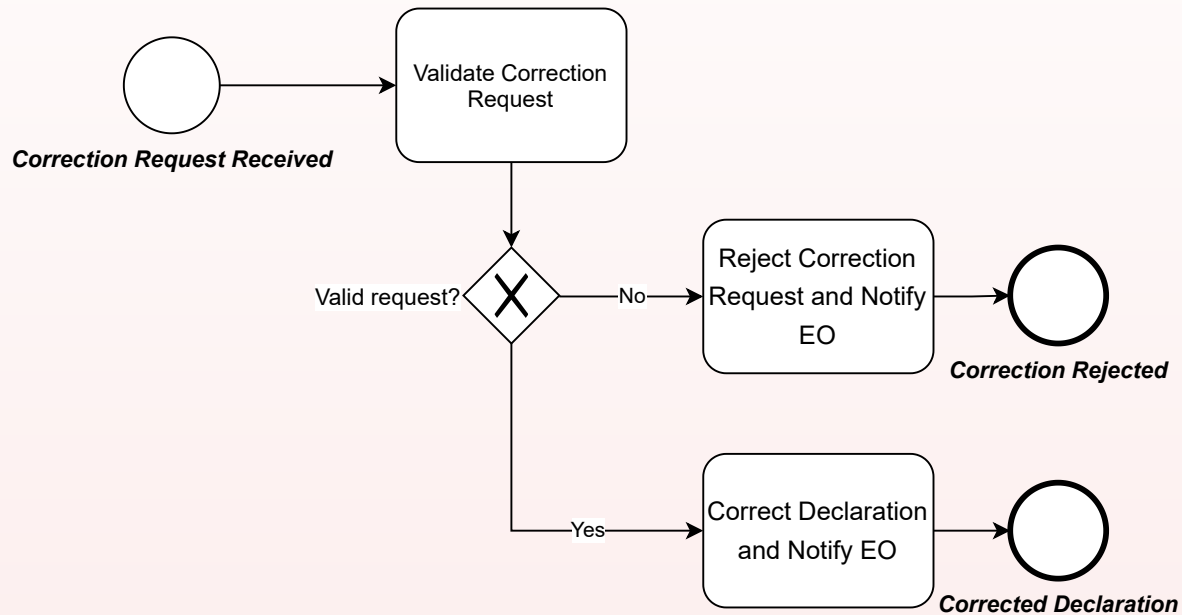 Validate Correction
Request
Correction Request Received
Valid request?
No
Reject Correction
Request and Notify
EO
Correction Rejected
Yes
Correct Declaration
and Notify EO
Corrected Declaration